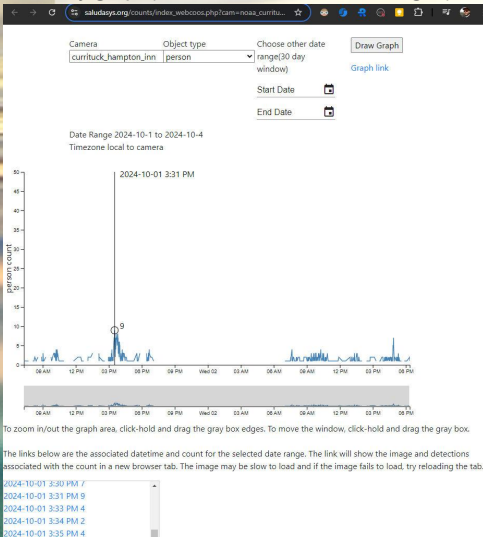 saludasys.org/counts/index_webcoos.php?cam=noaa_curritu...
Camera
Object type
Choose other date range(30 day window)
Draw Graph
currituck_hampton_inn
person
Graph link
Start Date
End Date
Date Range 2024-10-1 to 2024-10-4
Timezone local to camera
2024-10-01 3:31 PM
person count
50
45
40
35
30
25
20
15
10
5
0
9
09 AM 12 PM 03 PM 06 PM 09 PM Wed 02 03 AM 06 AM 09 AM 12 PM 03 PM 06 PM
09 AM 12 PM 03 PM 06 PM 09 PM Wed 02 03 AM 06 AM 09 AM 12 PM 03 PM 06 PM
To zoom in/out the graph area, click-hold and drag the gray box edges. To move the window, click-hold and drag the gray box.
The links below are the associated datetime and count for the selected date range. The link will show the image and detections
associated with the count in a new browser tab. The image may be slow to load and if the image fails to load, try reloading the tab.
2024-10-01 3:30 PM 7
2024-10-01 3:31 PM 9
2024-10-01 3:33 PM 4
2024-10-01 3:34 PM 2
2024-10-01 3:35 PM 4